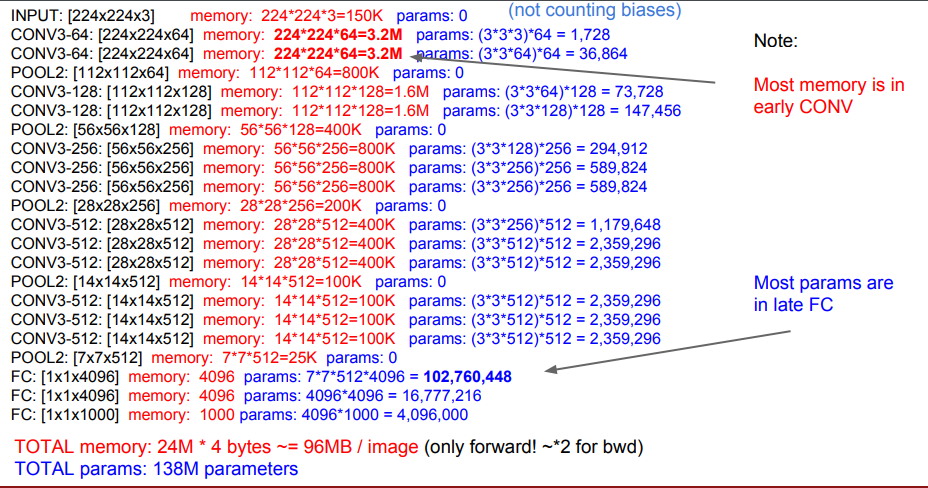 INPUT: [224x224x3] memory: 224*224*3=150K params: 0 (not counting biases)
CONV3-64: [224x224x64] memory: 224*224*64=3.2M params: (3*3*3)*64 = 1,728
CONV3-64: [224x224x64] memory: 224*224*64=3.2M params: (3*3*64)*64 = 36,864
POOL2: [112x112x64] memory: 112*112*64=800K params: 0
CONV3-128: [112x112x128] memory: 112*112*128=1.6M params: (3*3*64)*128 = 73,728
CONV3-128: [112x112x128] memory: 112*112*128=1.6M params: (3*3*128)*128 = 147,456
POOL2: [56x56x128] memory: 56*56*128=400K params: 0
CONV3-256: [56x56x256] memory: 56*56*256=800K params: (3*3*128)*256 = 294,912
CONV3-256: [56x56x256] memory: 56*56*256=800K params: (3*3*256)*256 = 589,824
CONV3-256: [56x56x256] memory: 56*56*256=800K params: (3*3*256)*256 = 589,824
POOL2: [28x28x256] memory: 28*28*256=200K params: 0
CONV3-512: [28x28x512] memory: 28*28*512=400K params: (3*3*256)*512 = 1,179,648
CONV3-512: [28x28x512] memory: 28*28*512=400K params: (3*3*512)*512 = 2,359,296
CONV3-512: [28x28x512] memory: 28*28*512=400K params: (3*3*512)*512 = 2,359,296
POOL2: [14x14x512] memory: 14*14*512=100K params: 0
CONV3-512: [14x14x512] memory: 14*14*512=100K params: (3*3*512)*512 = 2,359,296
CONV3-512: [14x14x512] memory: 14*14*512=100K params: (3*3*512)*512 = 2,359,296
CONV3-512: [14x14x512] memory: 14*14*512=100K params: (3*3*512)*512 = 2,359,296
POOL2: [7x7x512] memory: 7*7*512=25K params: 0
FC: [1x1x4096] memory: 4096 params: 7*7*512*4096 = 102,760,448
FC: [1x1x4096] memory: 4096 params: 4096*4096 = 16,777,216
FC: [1x1x1000] memory: 1000 params: 4096*1000 = 4,096,000
TOTAL memory: 24M * 4 bytes ~= 96MB / image (only forward! ~*2 for bwd)
TOTAL params: 138M parameters
Note:
Most memory is in
early CONV
Most params are
in late FC